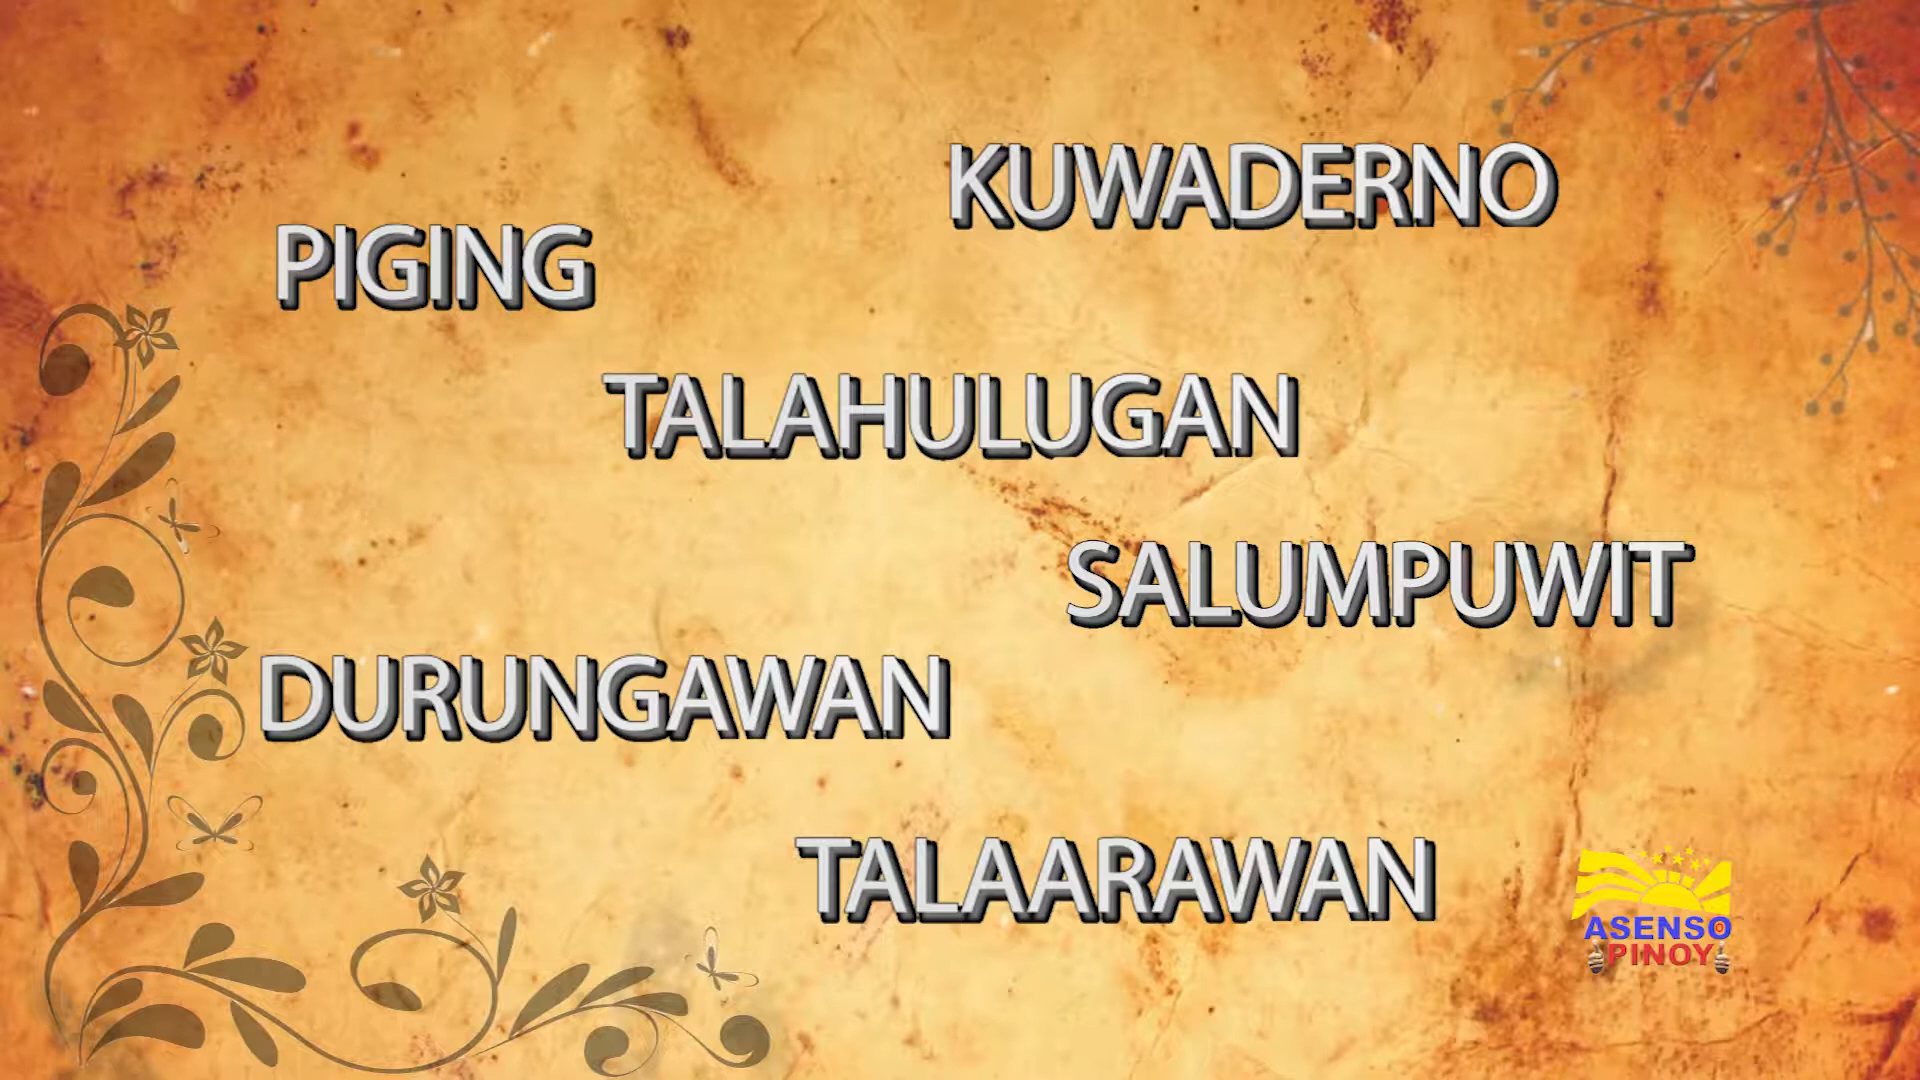 KUWADERNO
PIGING
TALAHULUGAN
SALUMPUWIT
DURUNGAWAN
TALAARAWAN
ASENSO
PINOY